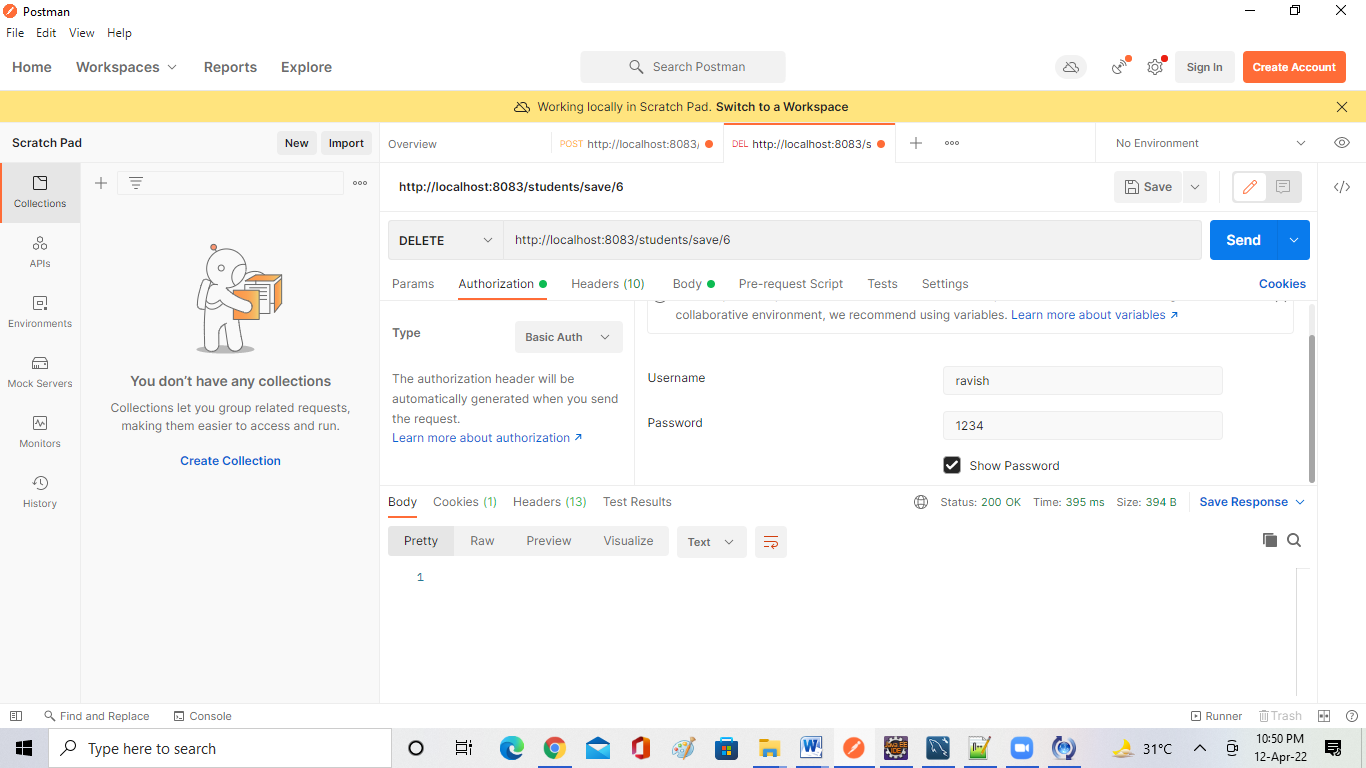 Postman
File Edit View Help
Home Workspaces Reports Explore Search Postman Sign In Create Account
Working locally in Scratch Pad. Switch to a Workspace
Scratch Pad New Import Overview POST http://localhost:8083/ DEL http://localhost:8083/s No Environment
Collections
APIs
Environments
Mock Servers
Monitors
History
You don't have any collections
Collections let you group related requests,
making them easier to access and run.
Create Collection
http://localhost:8083/students/save/6 Save
DELETE http://localhost:8083/students/save/6 Send
Params Authorization Headers (10) Body Pre-request Script Tests Settings Cookies
collaborative environment, we recommend using variables. Learn more about variables ↗
Type Basic Auth
The authorization header will be
automatically generated when you send
the request.
Learn more about authorization ↗
Username ravish
Password 1234
Show Password
Body Cookies (1) Headers (13) Test Results Status: 200 OK Time: 395 ms Size: 394 B Save Response
Pretty Raw Preview Visualize Text
1
Find and Replace Console Runner Trash
Type here to search 31°C 10:50 PM
12-Apr-22